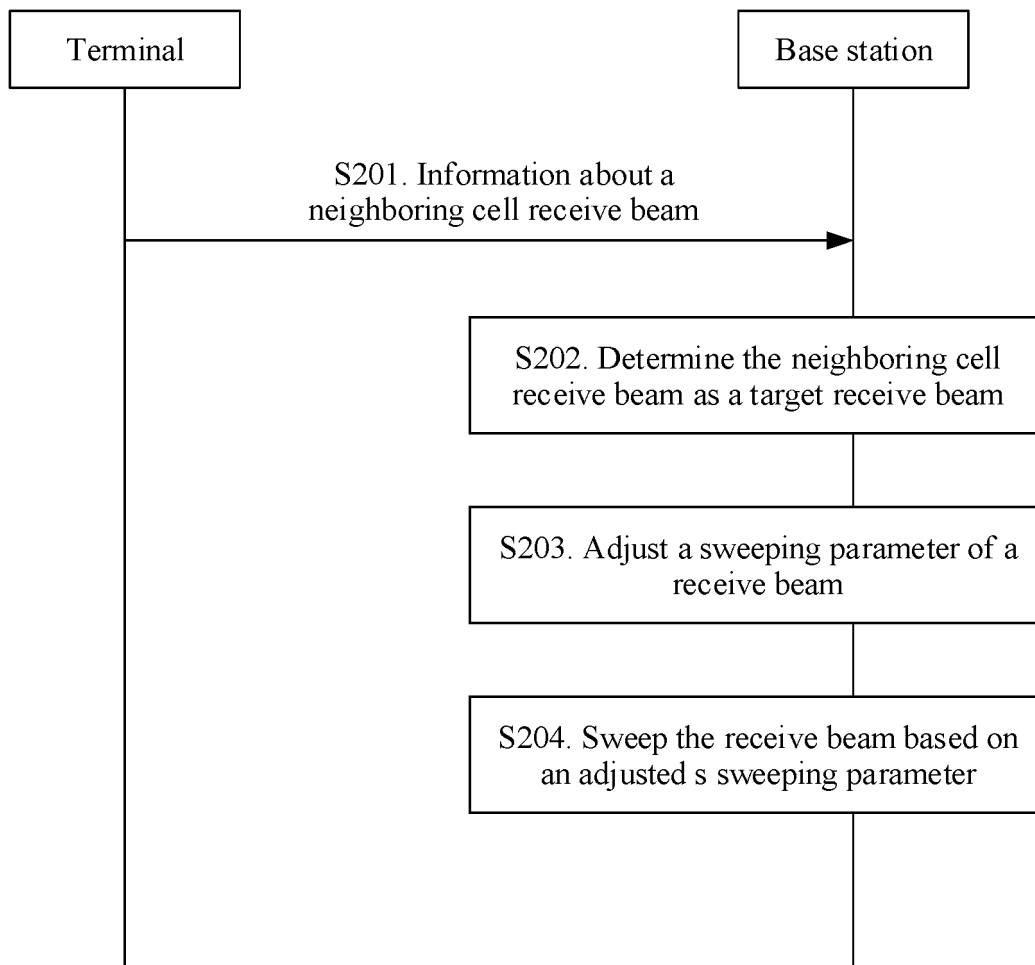 Terminal
Base station
S201. Information about a
neighboring cell receive beam
S202. Determine the neighboring cell
receive beam as a target receive beam
S203. Adjust a sweeping parameter of a
receive beam
S204. Sweep the receive beam based on
an adjusted s sweeping parameter